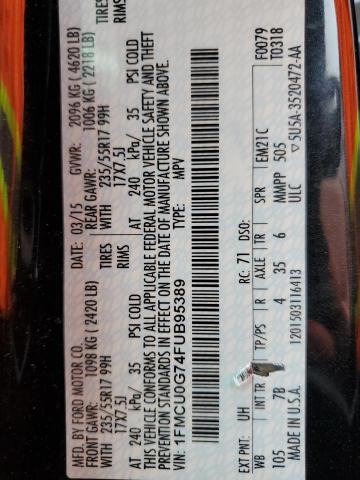 MFD. BY FORD MOTOR CO.
DATE: 03/15 GVWR: 2096 KG ( 4620 LB)
FRONT GAWR: 1098 KG ( 2420 LB) REAR GAWR: 1006 KG ( 2218 LB)
WITH 235/55R17 99H TIRES WITH 235/55R17 99H TIRES
17X7.5J RIMS 17X7.5J RIMS
AT 240 kPa/ 35 PSI COLD AT 240 kPa/ 35 PSI COLD
THIS VEHICLE CONFORMS TO ALL APPLICABLE FEDERAL MOTOR VEHICLE SAFETY AND THEFT
PREVENTION STANDARDS IN EFFECT ON THE DATE OF MANUFACTURE SHOWN ABOVE.
VIN: 1FMCU0G74FUB95389 TYPE: MPV
EXT PNT: UH RC: 71 DSO: F0079
WB INT TR TP/PS R AXLE TR SPR EM21C T0318
105 7B 4 35 6 MMPP 505
MADE IN U.S.A. 1201503116413 ULC ▽5U5A-3520472-AA